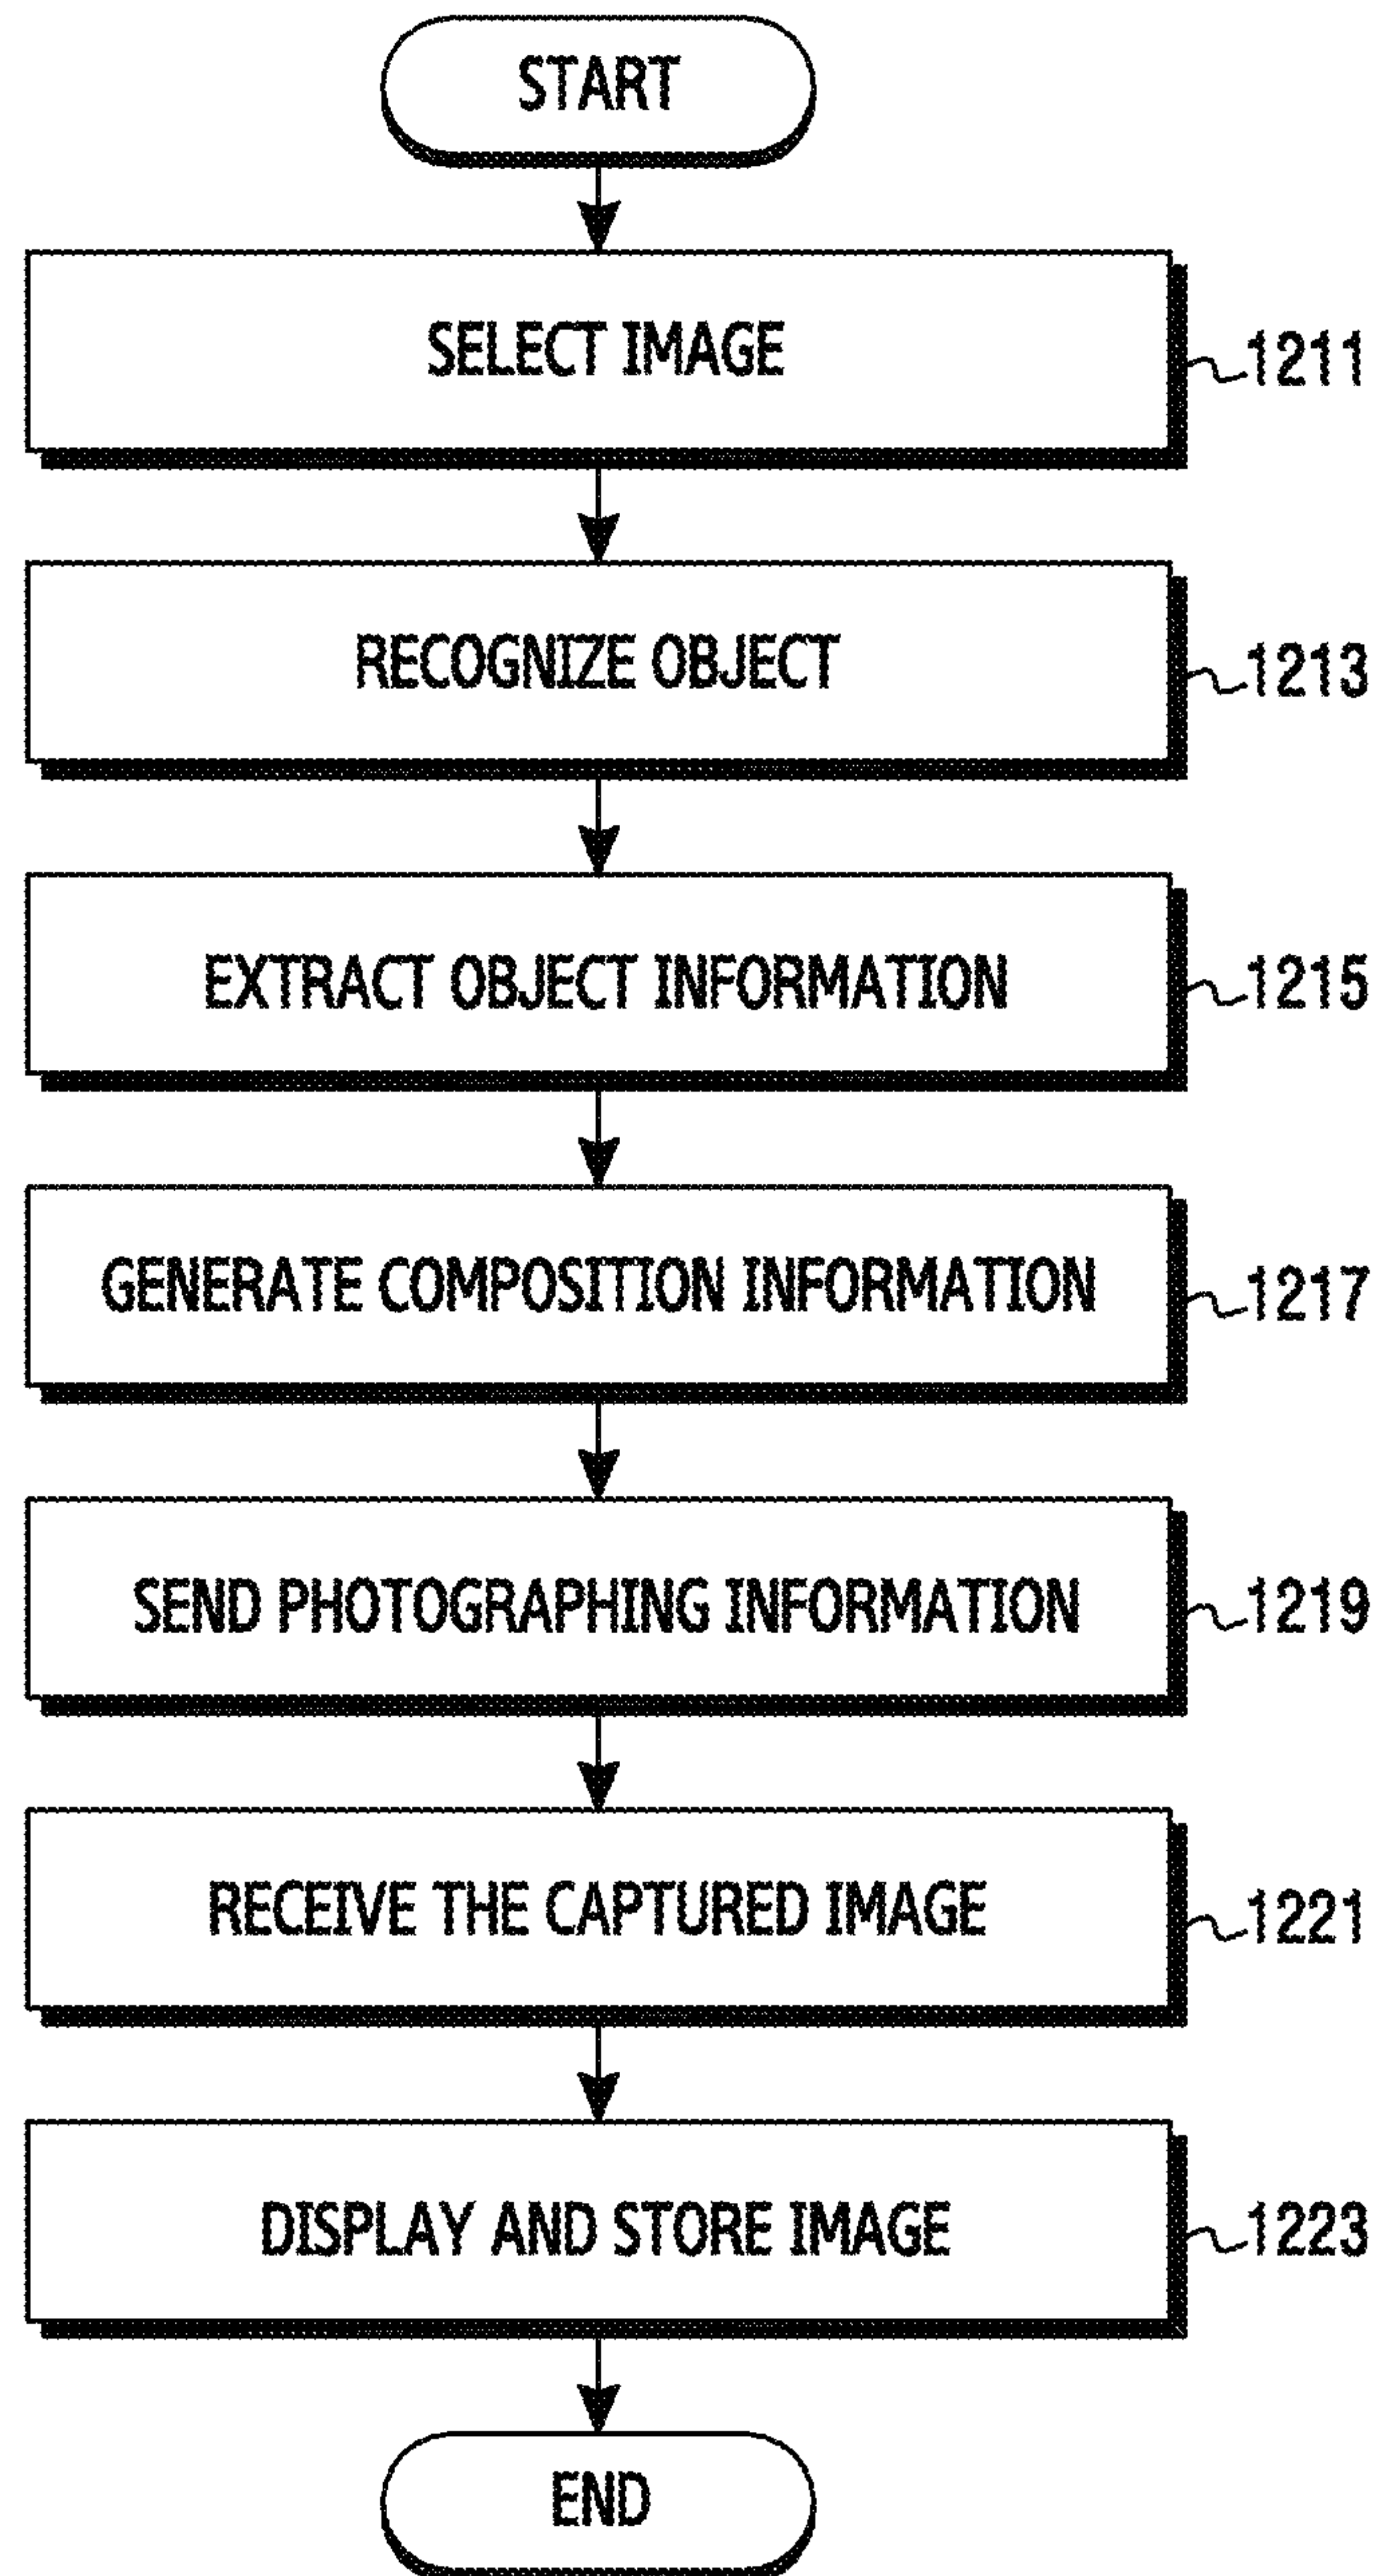 START
SELECT IMAGE
1211
RECOGNIZE OBJECT
1213
EXTRACT OBJECT INFORMATION
1215
GENERATE COMPOSITION INFORMATION
1217
SEND PHOTOGRAPHING INFORMATION
1219
RECEIVE THE CAPTURED IMAGE
1221
DISPLAY AND STORE IMAGE
1223
END